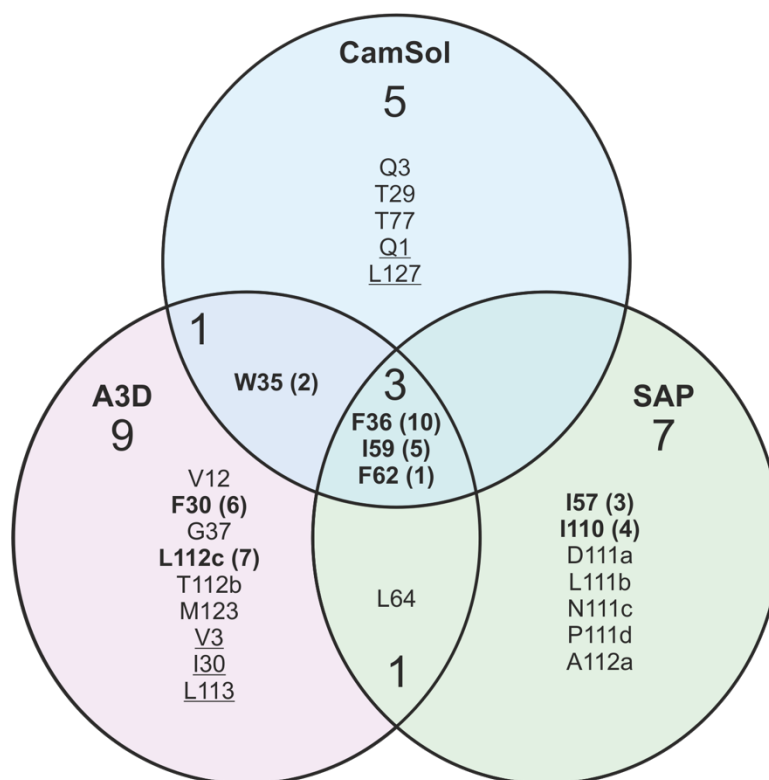 CamSol
5
Q3
T29
T77
Q1
L127
1
W35 (2)
3
F36 (10)
I59 (5)
F62 (1)
A3D
9
V12
F30 (6)
G37
L112c (7)
T112b
M123
V3
I30
L113
SAP
7
I57 (3)
I110 (4)
D111a
L111b
N111c
P111d
A112a
L64
1